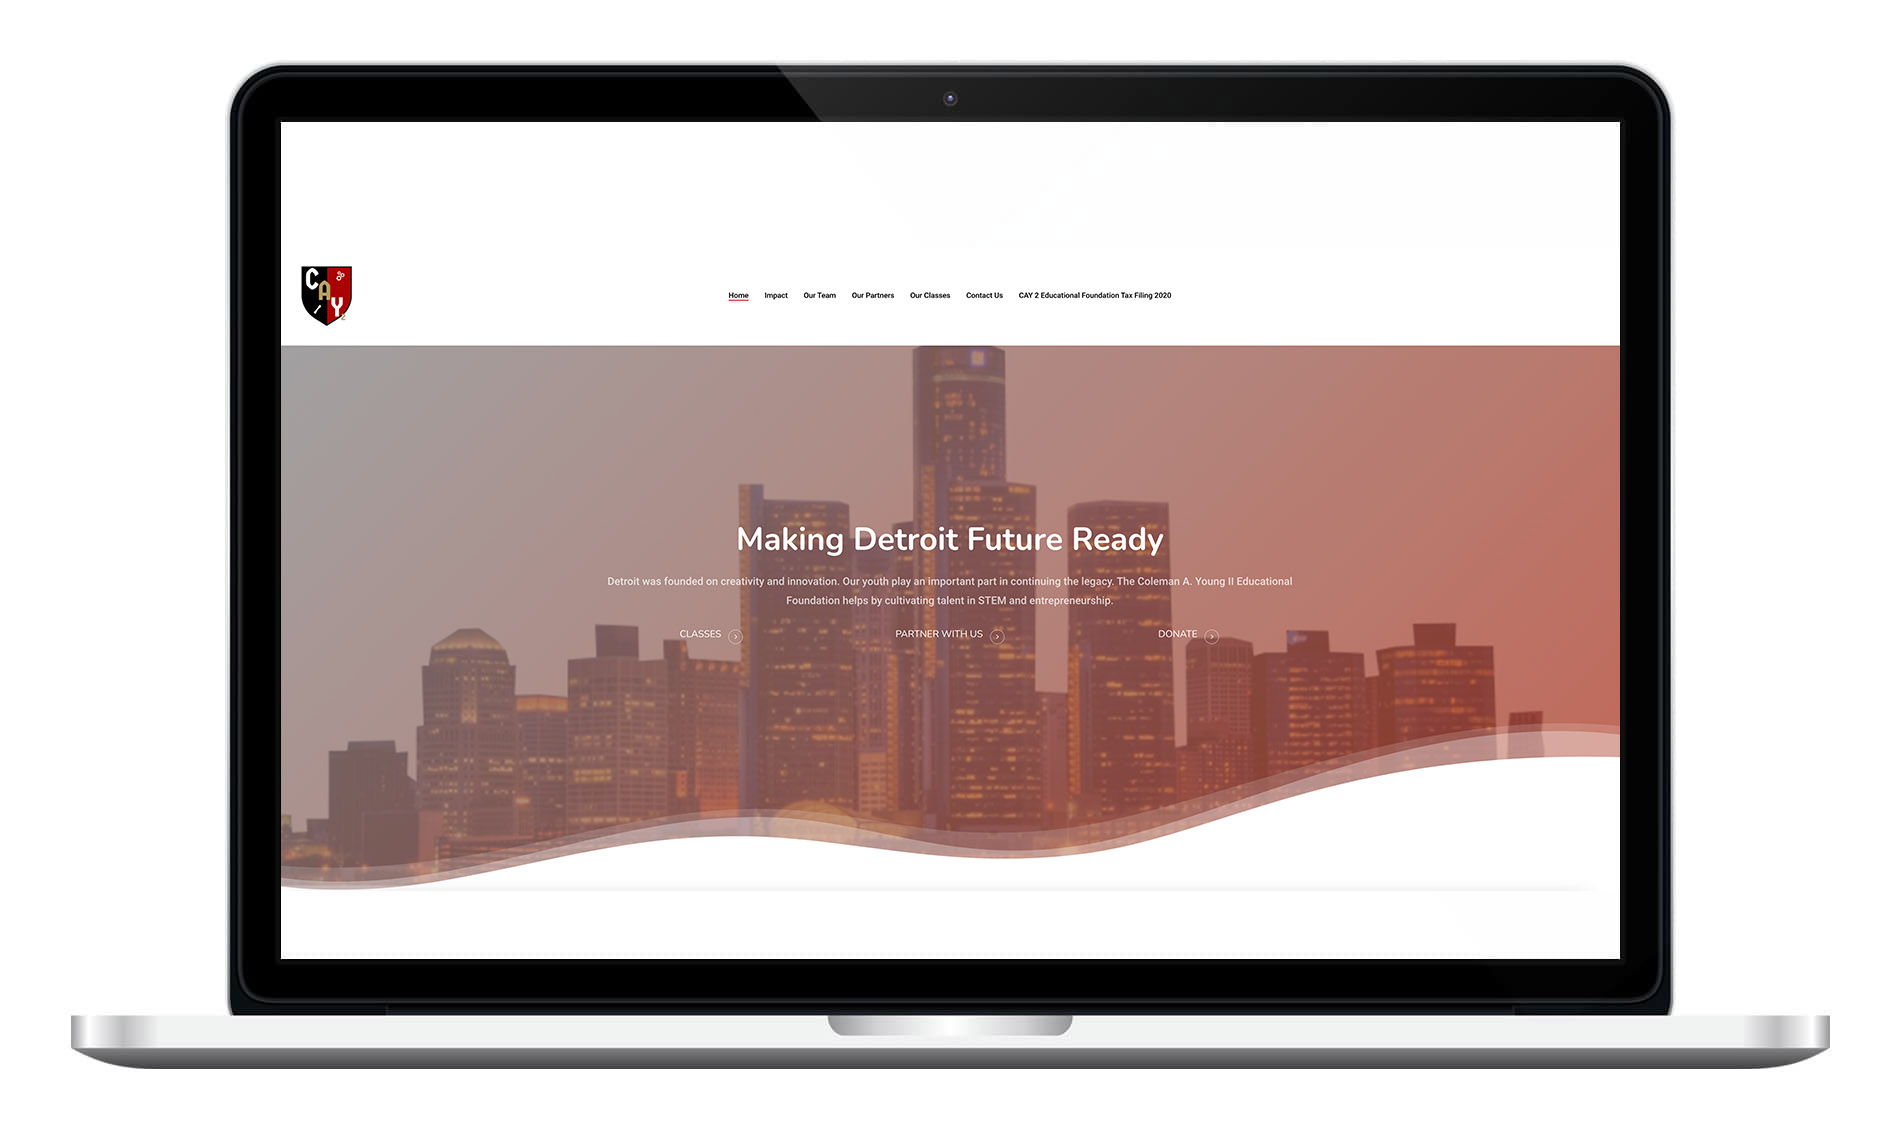 CAY
2
Home Impact Our Team Our Partners Our Classes Contact Us CAY 2 Educational Foundation Tax Filing 2020
Making Detroit Future Ready
Detroit was founded on creativity and innovation. Our youth play an important part in continuing the legacy. The Coleman A. Young II Educational
Foundation helps by cultivating talent in STEM and entrepreneurship.
CLASSES PARTNER WITH US DONATE